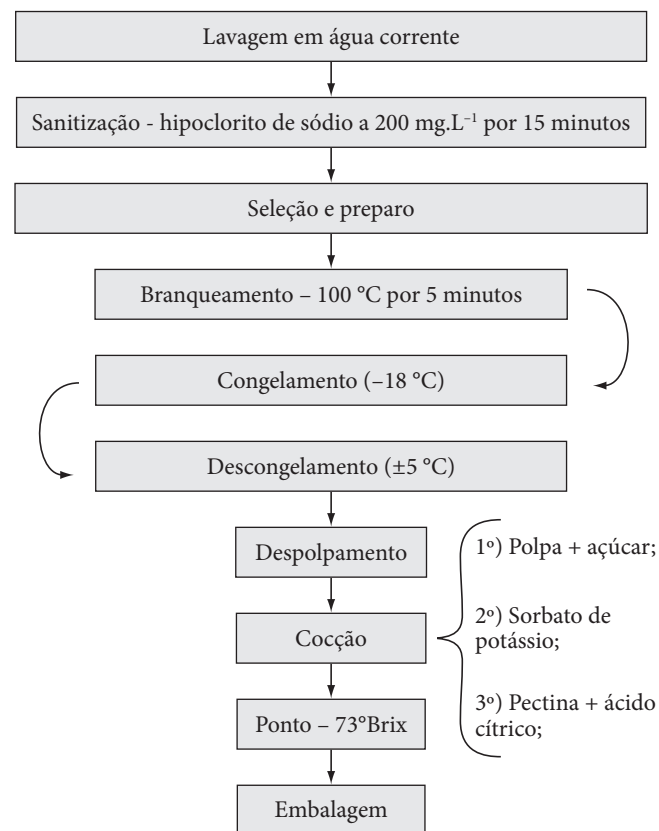 Lavagem em água corrente
Sanitização - hipoclorito de sódio a 200 mg.L⁻¹ por 15 minutos
Seleção e preparo
Branqueamento – 100 °C por 5 minutos
Congelamento (–18 °C)
Descongelamento (±5 °C)
Despolpamento
Cocção
1º) Polpa + açúcar;
2º) Sorbato de
potássio;
3º) Pectina + ácido
cítrico;
Ponto – 73°Brix
Embalagem